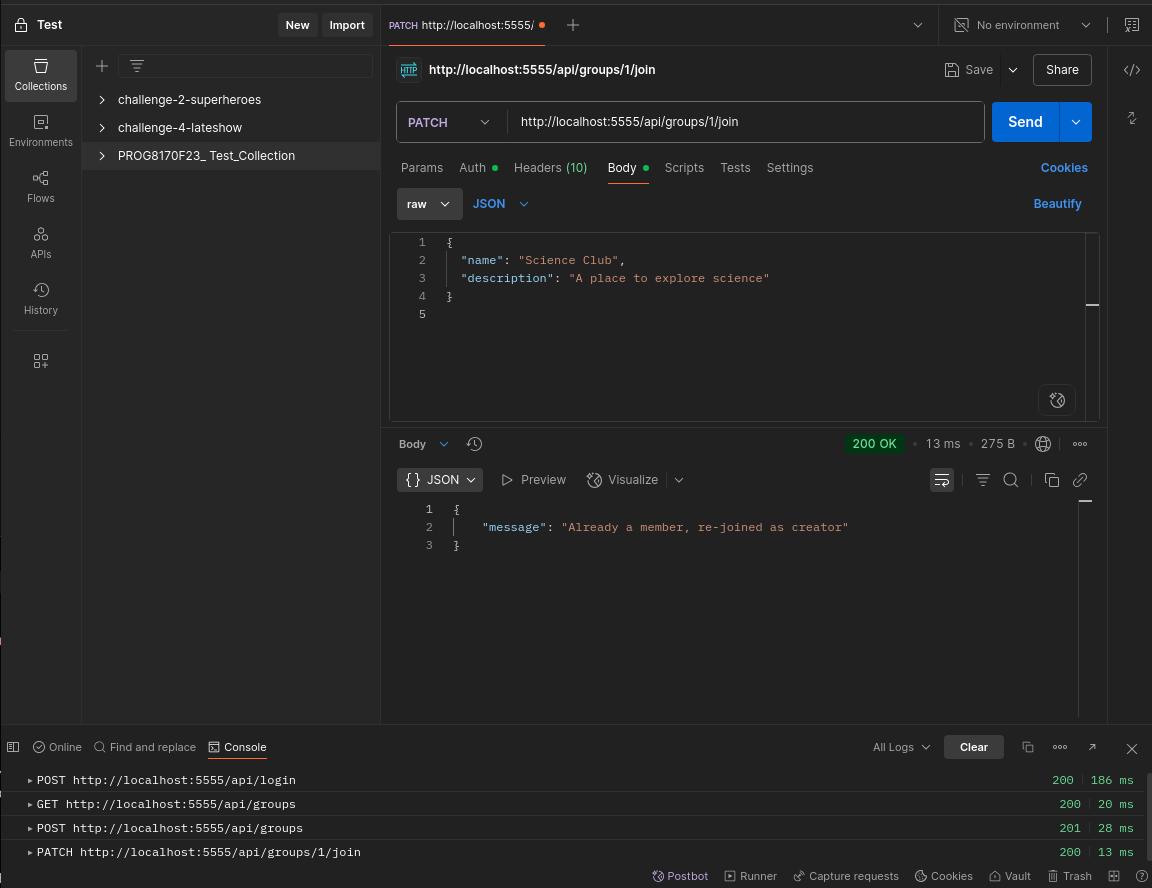 Test
New
Import
PATCH http://localhost:5555/
No environment
Collections
Environments
Flows
APIs
History
challenge-2-superheroes
challenge-4-lateshow
PROG8170F23_ Test_Collection
HTTP
http://localhost:5555/api/groups/1/join
Save
Share
PATCH
http://localhost:5555/api/groups/1/join
Send
Params
Auth
Headers (10)
Body
Scripts
Tests
Settings
Cookies
raw
JSON
Beautify
1 {
2 "name": "Science Club",
3 "description": "A place to explore science"
4 }
5
Body
200 OK • 13 ms • 275 B
{} JSON
Preview
Visualize
1 {
2 "message": "Already a member, re-joined as creator"
3 }
Online
Find and replace
Console
All Logs
Clear
POST http://localhost:5555/api/login 200 186 ms
GET http://localhost:5555/api/groups 200 20 ms
POST http://localhost:5555/api/groups 201 28 ms
PATCH http://localhost:5555/api/groups/1/join 200 13 ms
Postbot
Runner
Capture requests
Cookies
Vault
Trash